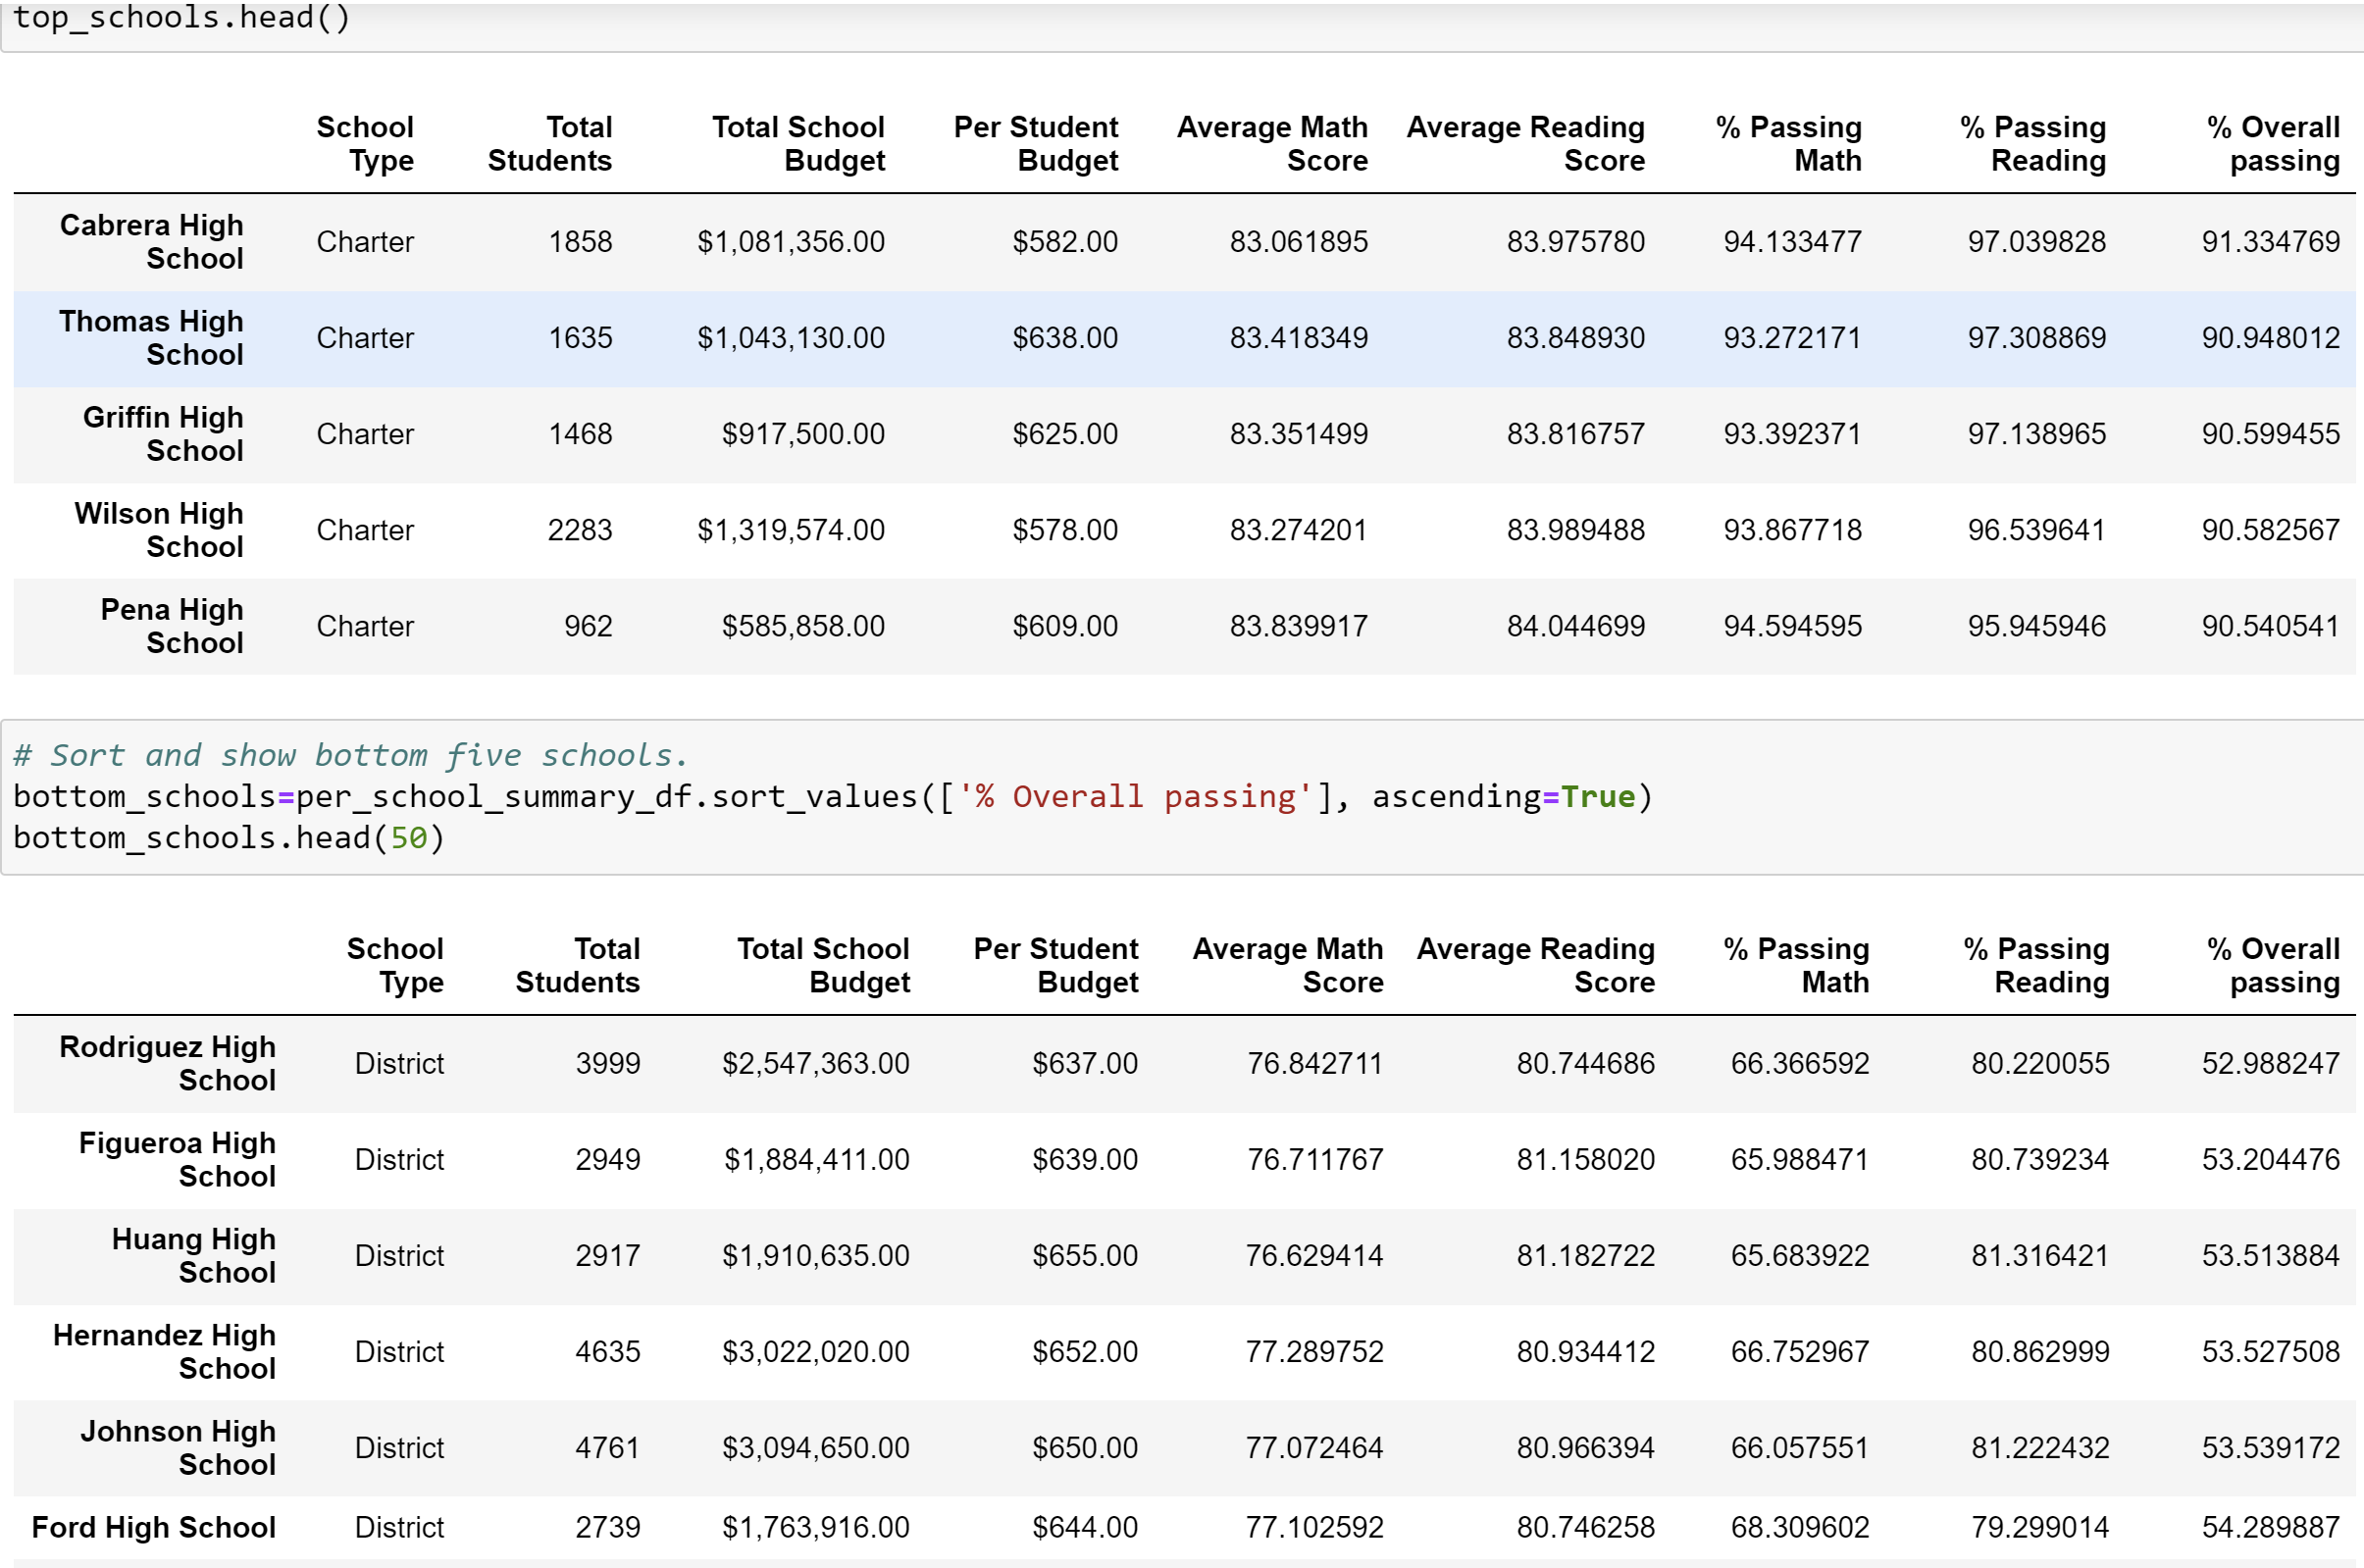 top_schools.head()
School Type Total Students Total School Budget Per Student Budget Average Math Score Average Reading Score % Passing Math % Passing Reading % Overall passing
Cabrera High School Charter 1858 $1,081,356.00 $582.00 83.061895 83.975780 94.133477 97.039828 91.334769
Thomas High School Charter 1635 $1,043,130.00 $638.00 83.418349 83.848930 93.272171 97.308869 90.948012
Griffin High School Charter 1468 $917,500.00 $625.00 83.351499 83.816757 93.392371 97.138965 90.599455
Wilson High School Charter 2283 $1,319,574.00 $578.00 83.274201 83.989488 93.867718 96.539641 90.582567
Pena High School Charter 962 $585,858.00 $609.00 83.839917 84.044699 94.594595 95.945946 90.540541
# Sort and show bottom five schools.
bottom_schools=per_school_summary_df.sort_values(['% Overall passing'], ascending=True)
bottom_schools.head(50)
School Type Total Students Total School Budget Per Student Budget Average Math Score Average Reading Score % Passing Math % Passing Reading % Overall passing
Rodriguez High School District 3999 $2,547,363.00 $637.00 76.842711 80.744686 66.366592 80.220055 52.988247
Figueroa High School District 2949 $1,884,411.00 $639.00 76.711767 81.158020 65.988471 80.739234 53.204476
Huang High School District 2917 $1,910,635.00 $655.00 76.629414 81.182722 65.683922 81.316421 53.513884
Hernandez High School District 4635 $3,022,020.00 $652.00 77.289752 80.934412 66.752967 80.862999 53.527508
Johnson High School District 4761 $3,094,650.00 $650.00 77.072464 80.966394 66.057551 81.222432 53.539172
Ford High School District 2739 $1,763,916.00 $644.00 77.102592 80.746258 68.309602 79.299014 54.289887